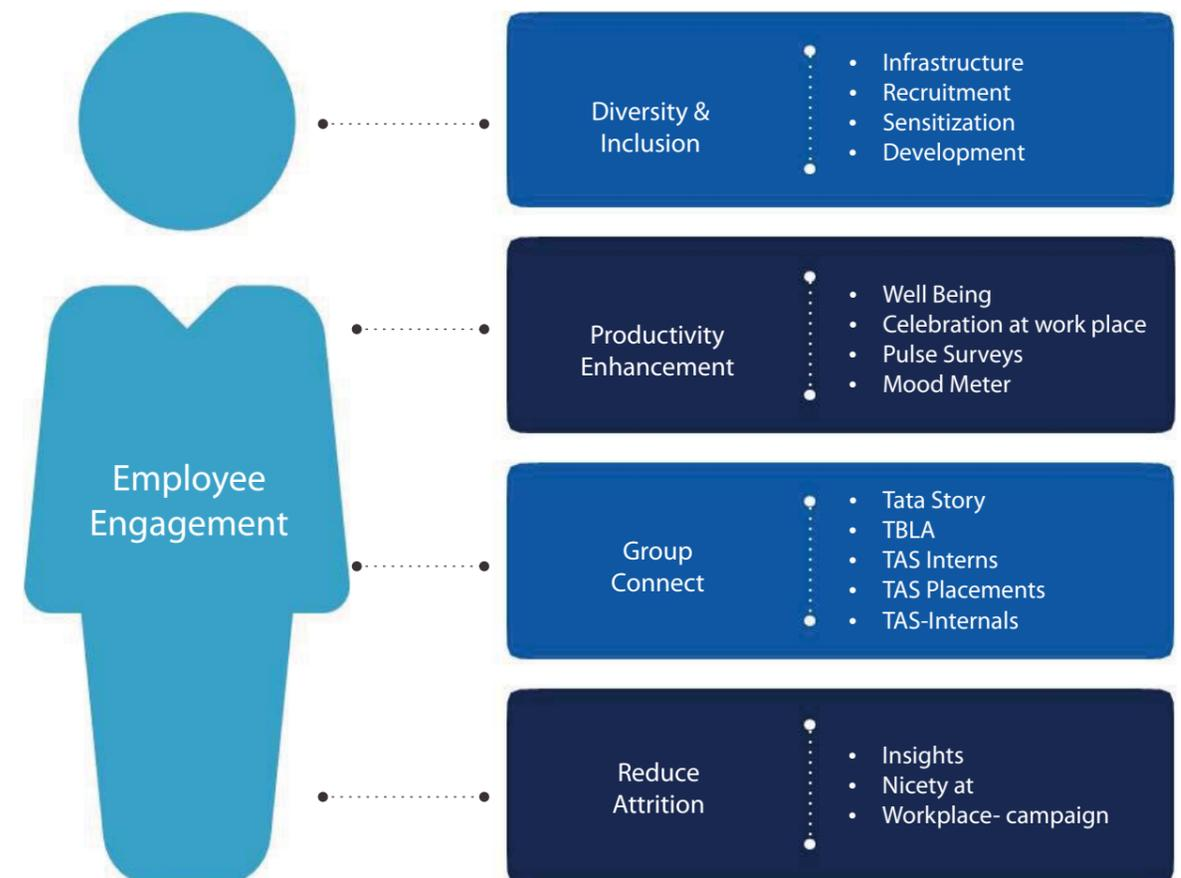 Employee
Engagement
Diversity &
Inclusion
• Infrastructure
• Recruitment
• Sensitization
• Development
Productivity
Enhancement
• Well Being
• Celebration at work place
• Pulse Surveys
• Mood Meter
Group
Connect
• Tata Story
• TBLA
• TAS Interns
• TAS Placements
• TAS-Internals
Reduce
Attrition
• Insights
• Nicety at
• Workplace- campaign